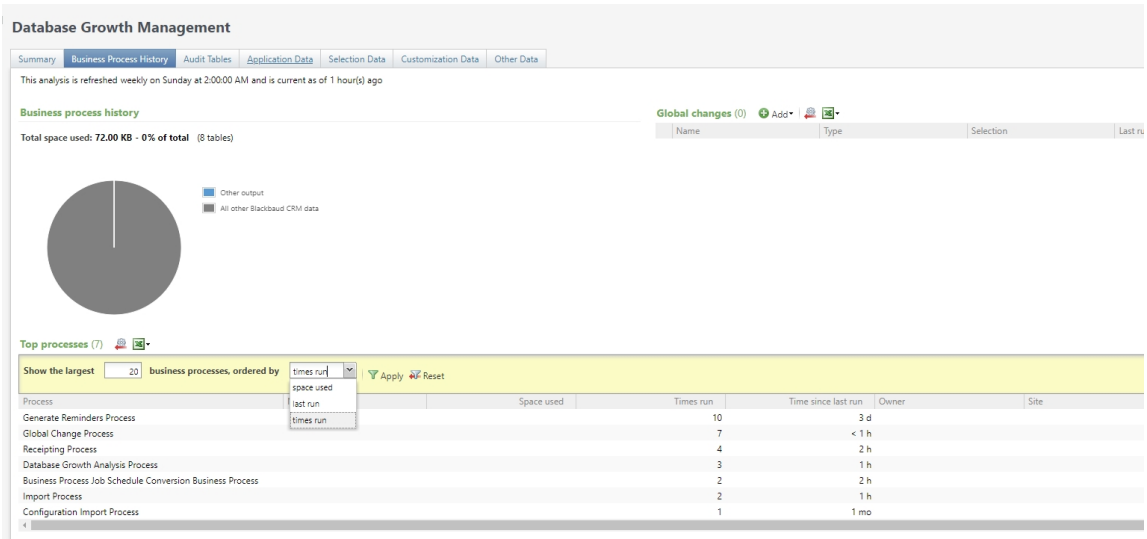 Database Growth Management
Summary Business Process History Audit Tables Application Data Selection Data Customization Data Other Data
This analysis is refreshed weekly on Sunday at 2:00:00 AM and is current as of 1 hour(s) ago
Business process history
Total space used: 72.00 KB - 0% of total (8 tables)
Other output
All other Blackbaud CRM data
Global changes (0) Add
Name Type Selection Last ru
Top processes (7)
Show the largest 20 business processes, ordered by times run Apply Reset
space used
last run
times run
Process Space used Times run Time since last run Owner Site
Generate Reminders Process 10 3 d
Global Change Process 7 < 1 h
Receipting Process 4 2 h
Database Growth Analysis Process 3 1 h
Business Process Job Schedule Conversion Business Process 2 2 h
Import Process 2 1 h
Configuration Import Process 1 1 mo